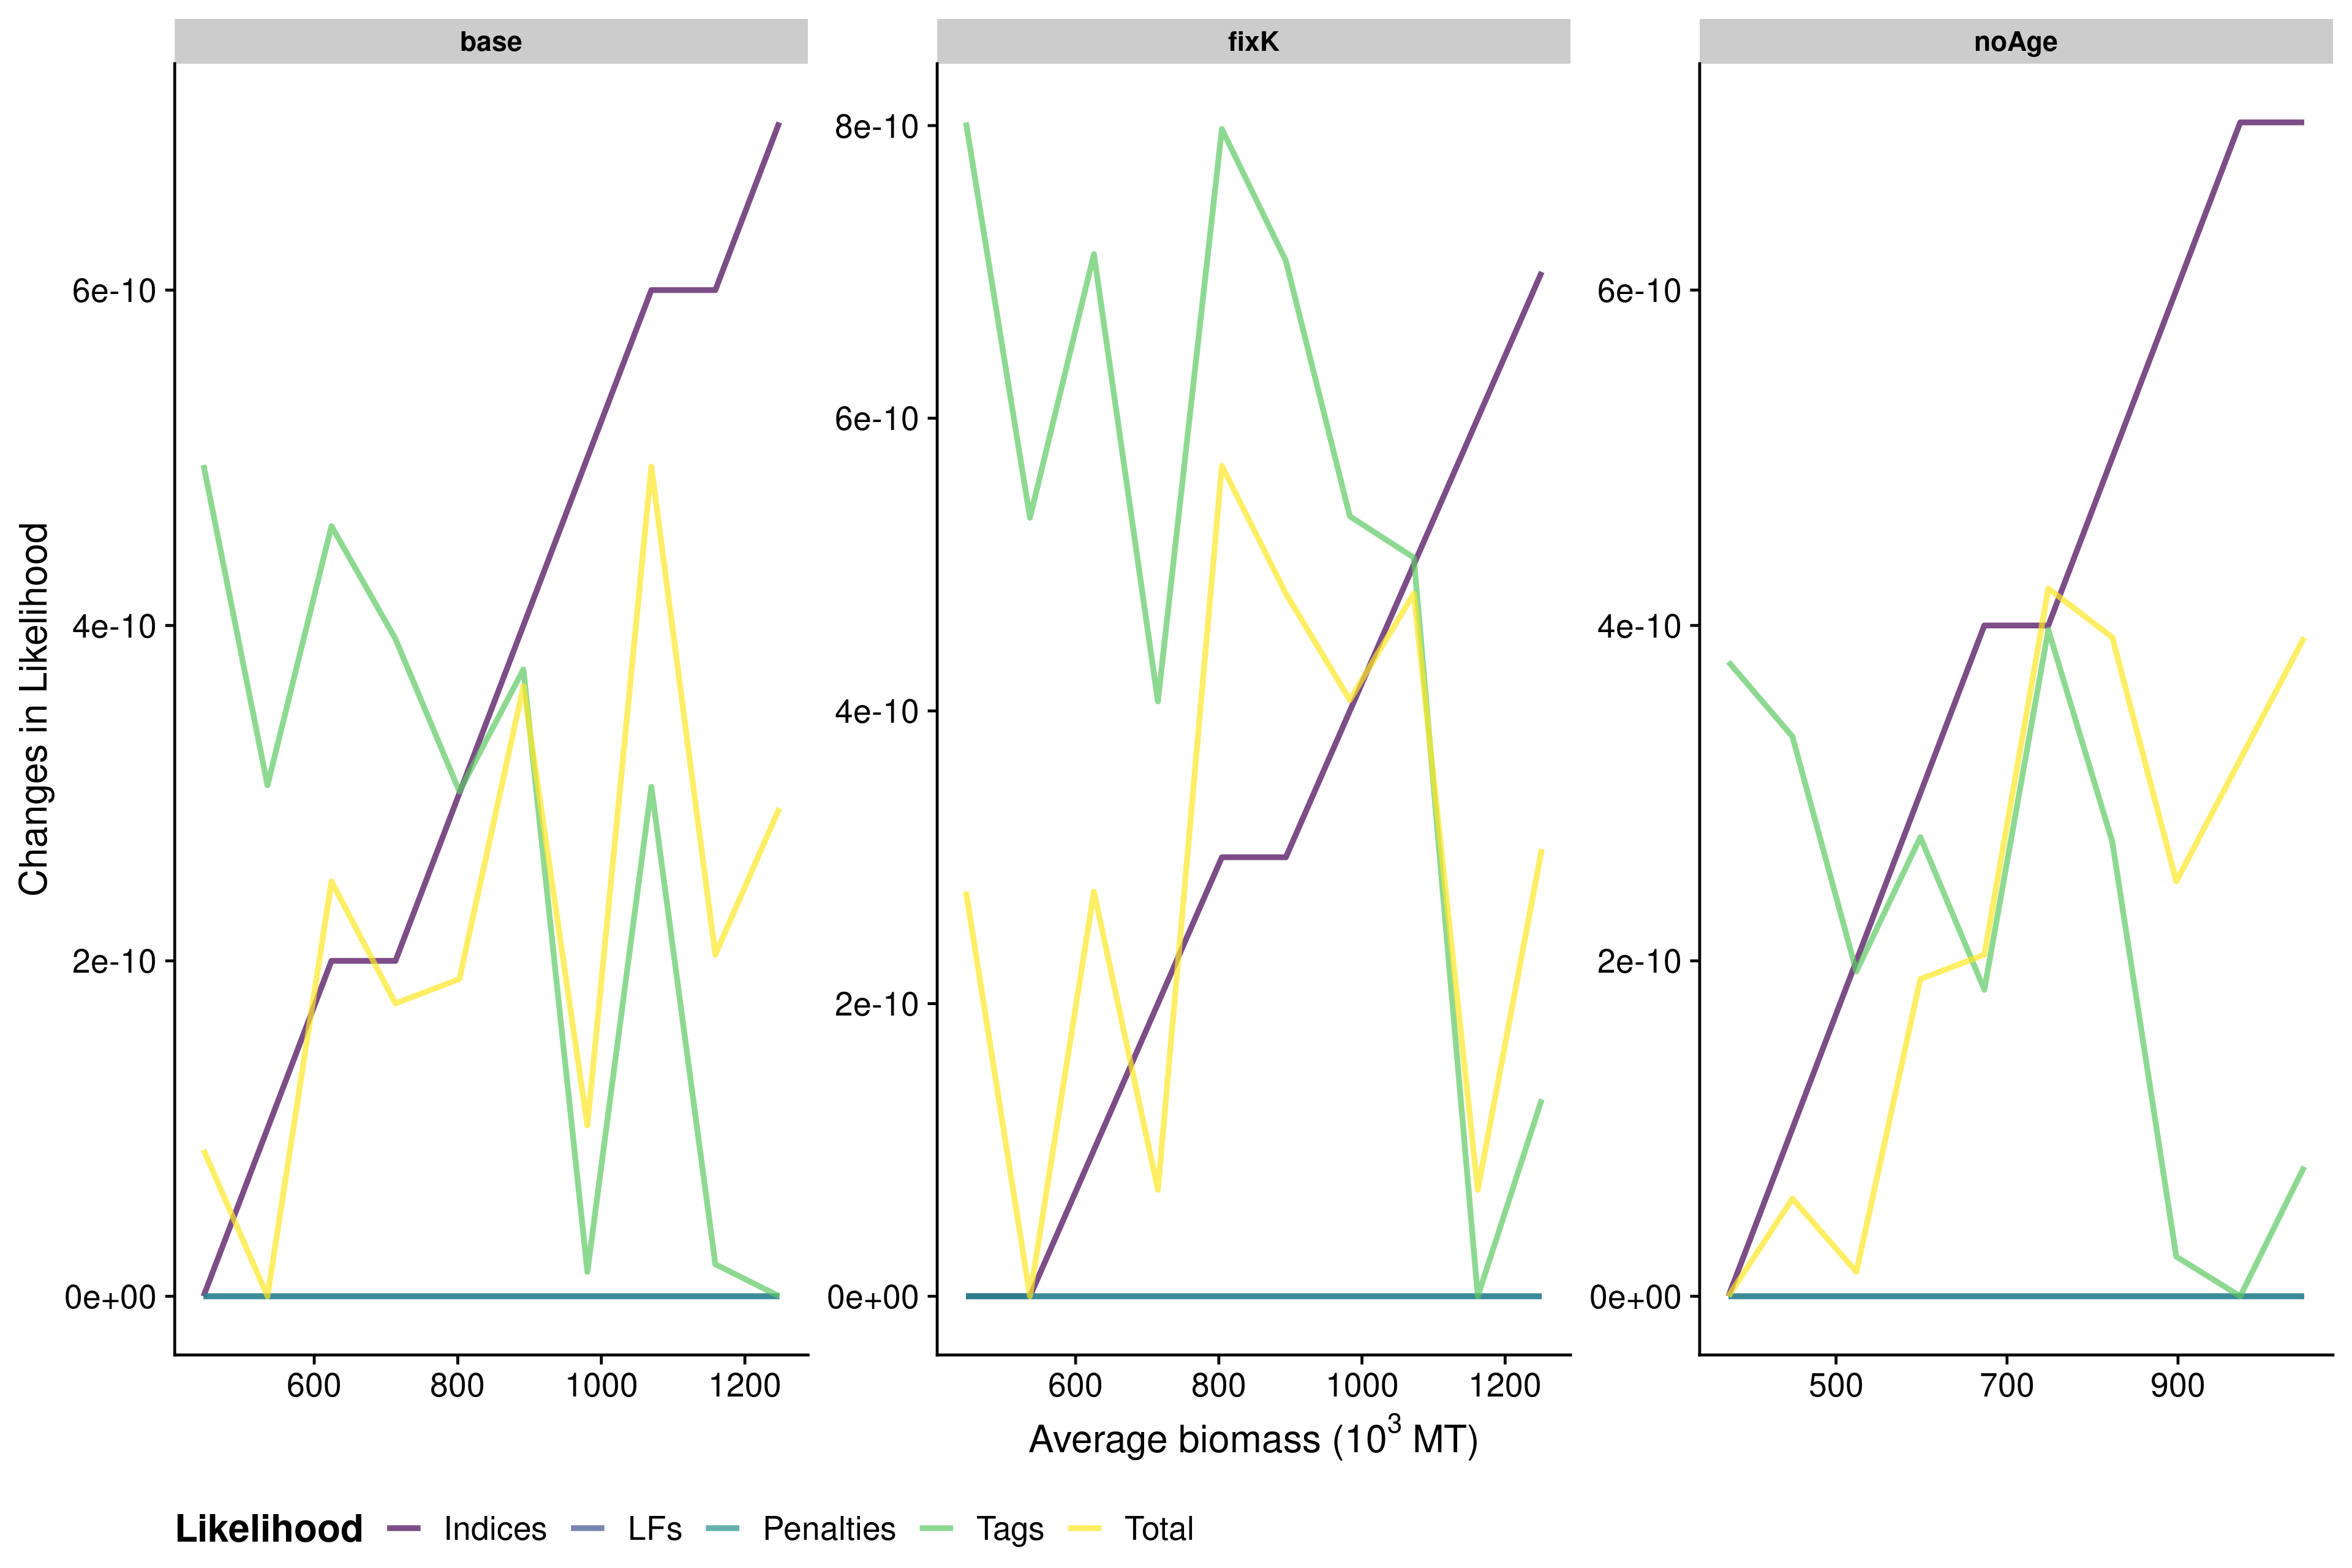 base
fixK
noAge
Changes in Likelihood
6e-10
4e-10
2e-10
0e+00
8e-10
6e-10
4e-10
2e-10
0e+00
6e-10
4e-10
2e-10
0e+00
600 800 1000 1200
600 800 1000 1200
500 700 900
Average biomass (10³ MT)
Likelihood Indices LFs Penalties Tags Total